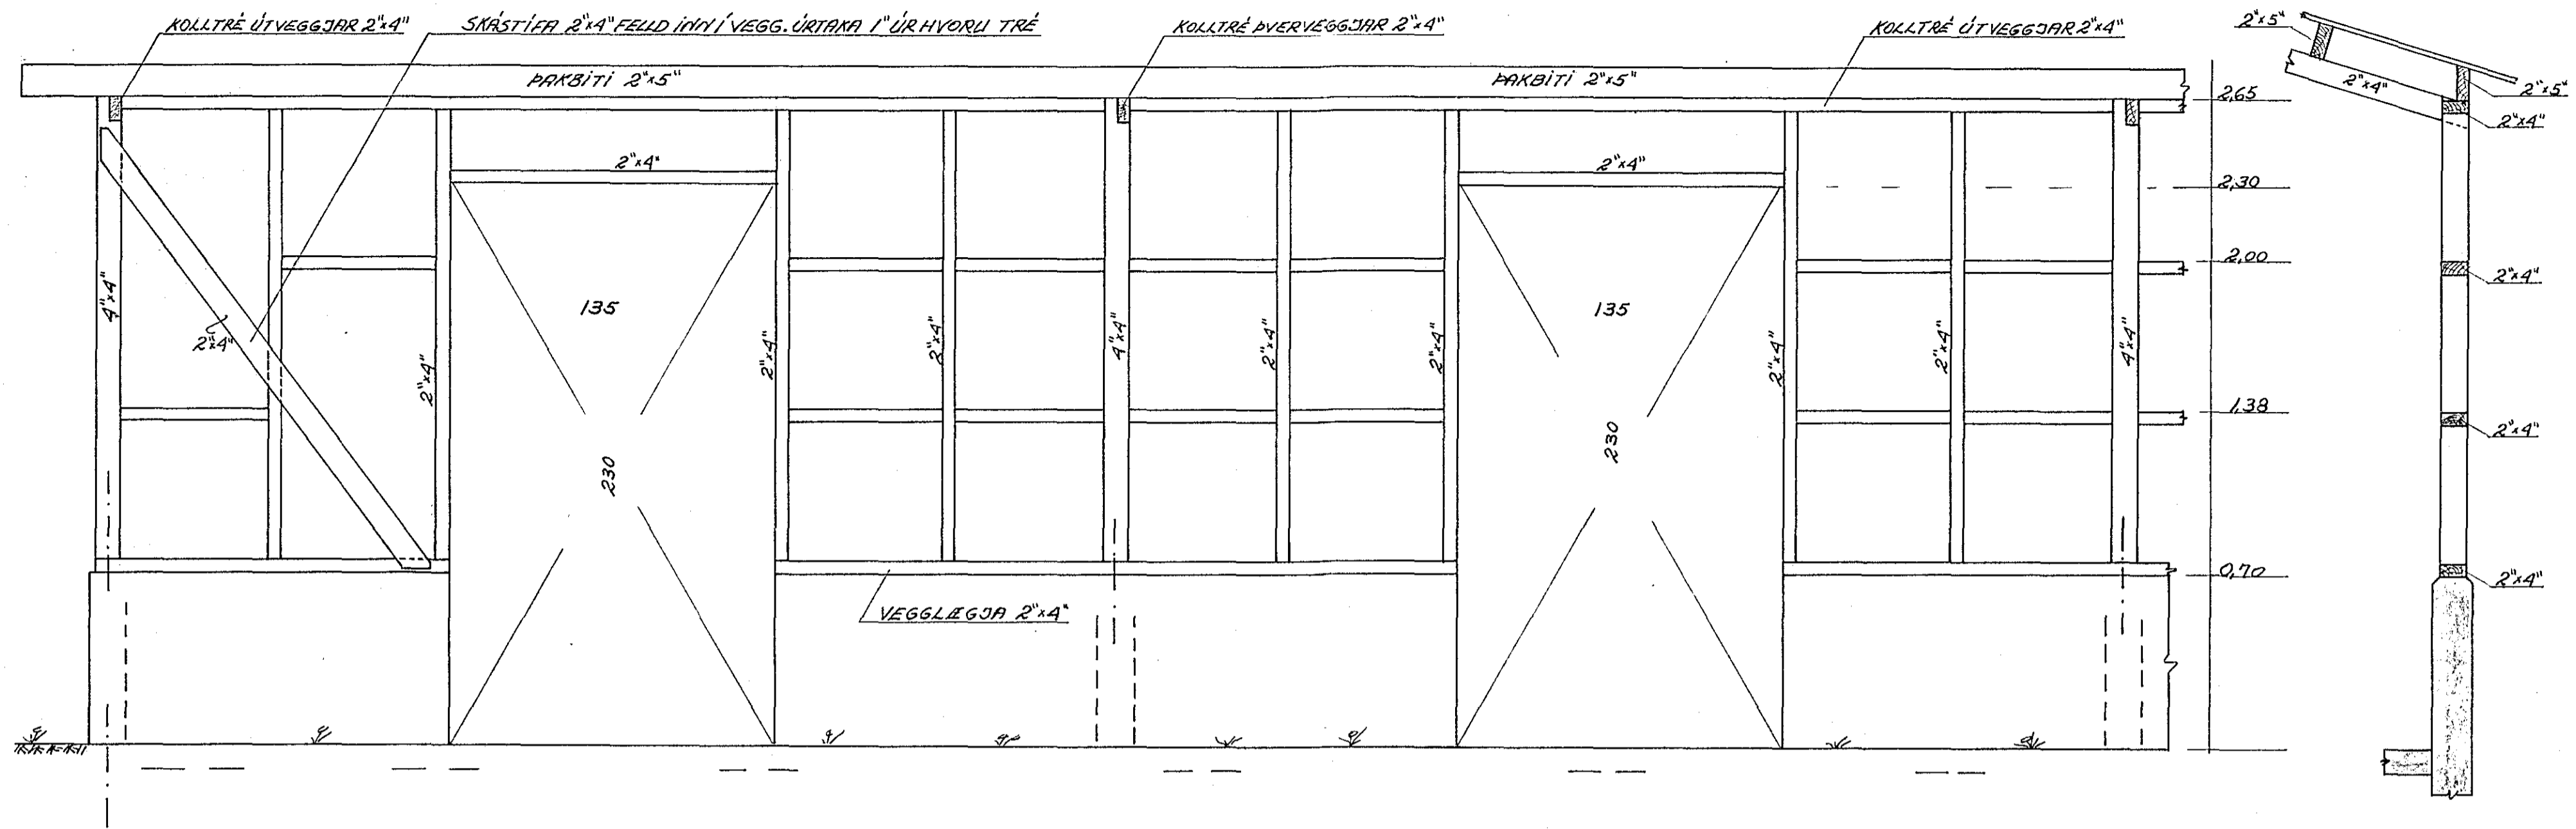 KOLLTRÉ ÚTVEGGJAR 2"x4"
SKÁSTÍFA 2"x4" FELLD INN Í VEGG. ÚRTAKA 1" ÚR HVORU TRÉ
KOLLTRÉ ÞVERVEGGJAR 2"x4"
KOLLTRÉ ÚTVEGGJAR 2"x4"
2"x5"
ÞAKBITI 2"x5"
ÞAKBITI 2"x5"
2"x4"
2"x5"
2,65
2"x4"
2"x4"
2"x4"
2,30
2,00
2"x4"
4"x4"
135
135
2"x4"
2"x4"
2"x4"
2"x4"
4"x4"
2"x4"
2"x4"
2"x4"
2"x4"
4"x4"
1,38
2"x4"
230
230
0,70
2"x4"
VEGGLÆGJA 2"x4"